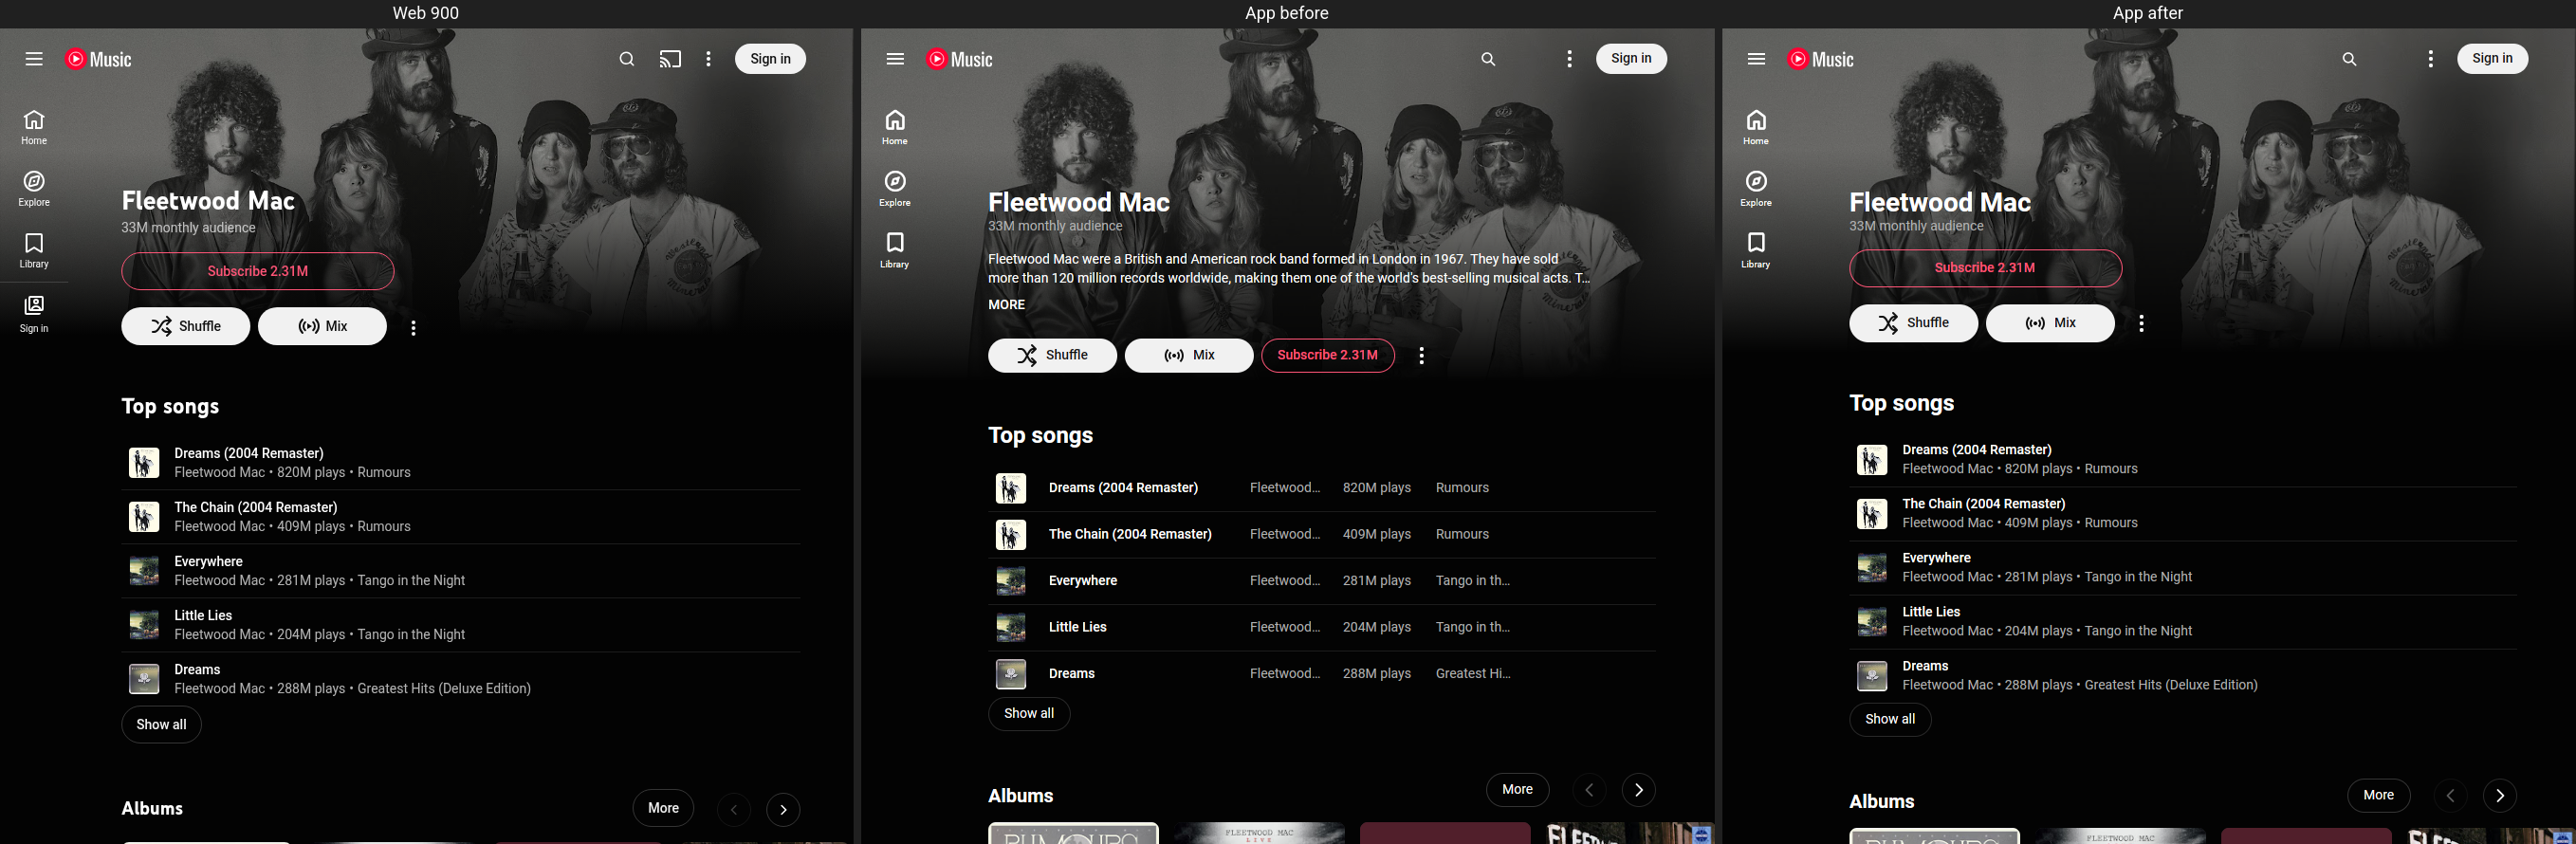 Web 900
Music
Sign in
Home
Explore
Library
Sign in
Fleetwood Mac
33M monthly audience
Subscribe 2.31M
Shuffle
Mix
Top songs
Dreams (2004 Remaster)
Fleetwood Mac • 820M plays • Rumours
The Chain (2004 Remaster)
Fleetwood Mac • 409M plays • Rumours
Everywhere
Fleetwood Mac • 281M plays • Tango in the Night
Little Lies
Fleetwood Mac • 204M plays • Tango in the Night
Dreams
Fleetwood Mac • 288M plays • Greatest Hits (Deluxe Edition)
Show all
Albums
More
App before
Music
Sign in
Home
Explore
Library
Fleetwood Mac
33M monthly audience
Fleetwood Mac were a British and American rock band formed in London in 1967. They have sold
more than 120 million records worldwide, making them one of the world's best-selling musical acts. T...
MORE
Shuffle
Mix
Subscribe 2.31M
Top songs
Dreams (2004 Remaster) Fleetwood... 820M plays Rumours
The Chain (2004 Remaster) Fleetwood... 409M plays Rumours
Everywhere Fleetwood... 281M plays Tango in th...
Little Lies Fleetwood... 204M plays Tango in th...
Dreams Fleetwood... 288M plays Greatest Hi...
Show all
Albums
More
RUMOURS
FLEETWOOD MAC
LIVE
App after
Music
Sign in
Home
Explore
Library
Fleetwood Mac
33M monthly audience
Subscribe 2.31M
Shuffle
Mix
Top songs
Dreams (2004 Remaster)
Fleetwood Mac • 820M plays • Rumours
The Chain (2004 Remaster)
Fleetwood Mac • 409M plays • Rumours
Everywhere
Fleetwood Mac • 281M plays • Tango in the Night
Little Lies
Fleetwood Mac • 204M plays • Tango in the Night
Dreams
Fleetwood Mac • 288M plays • Greatest Hits (Deluxe Edition)
Show all
Albums
More
FLEETWOOD MAC